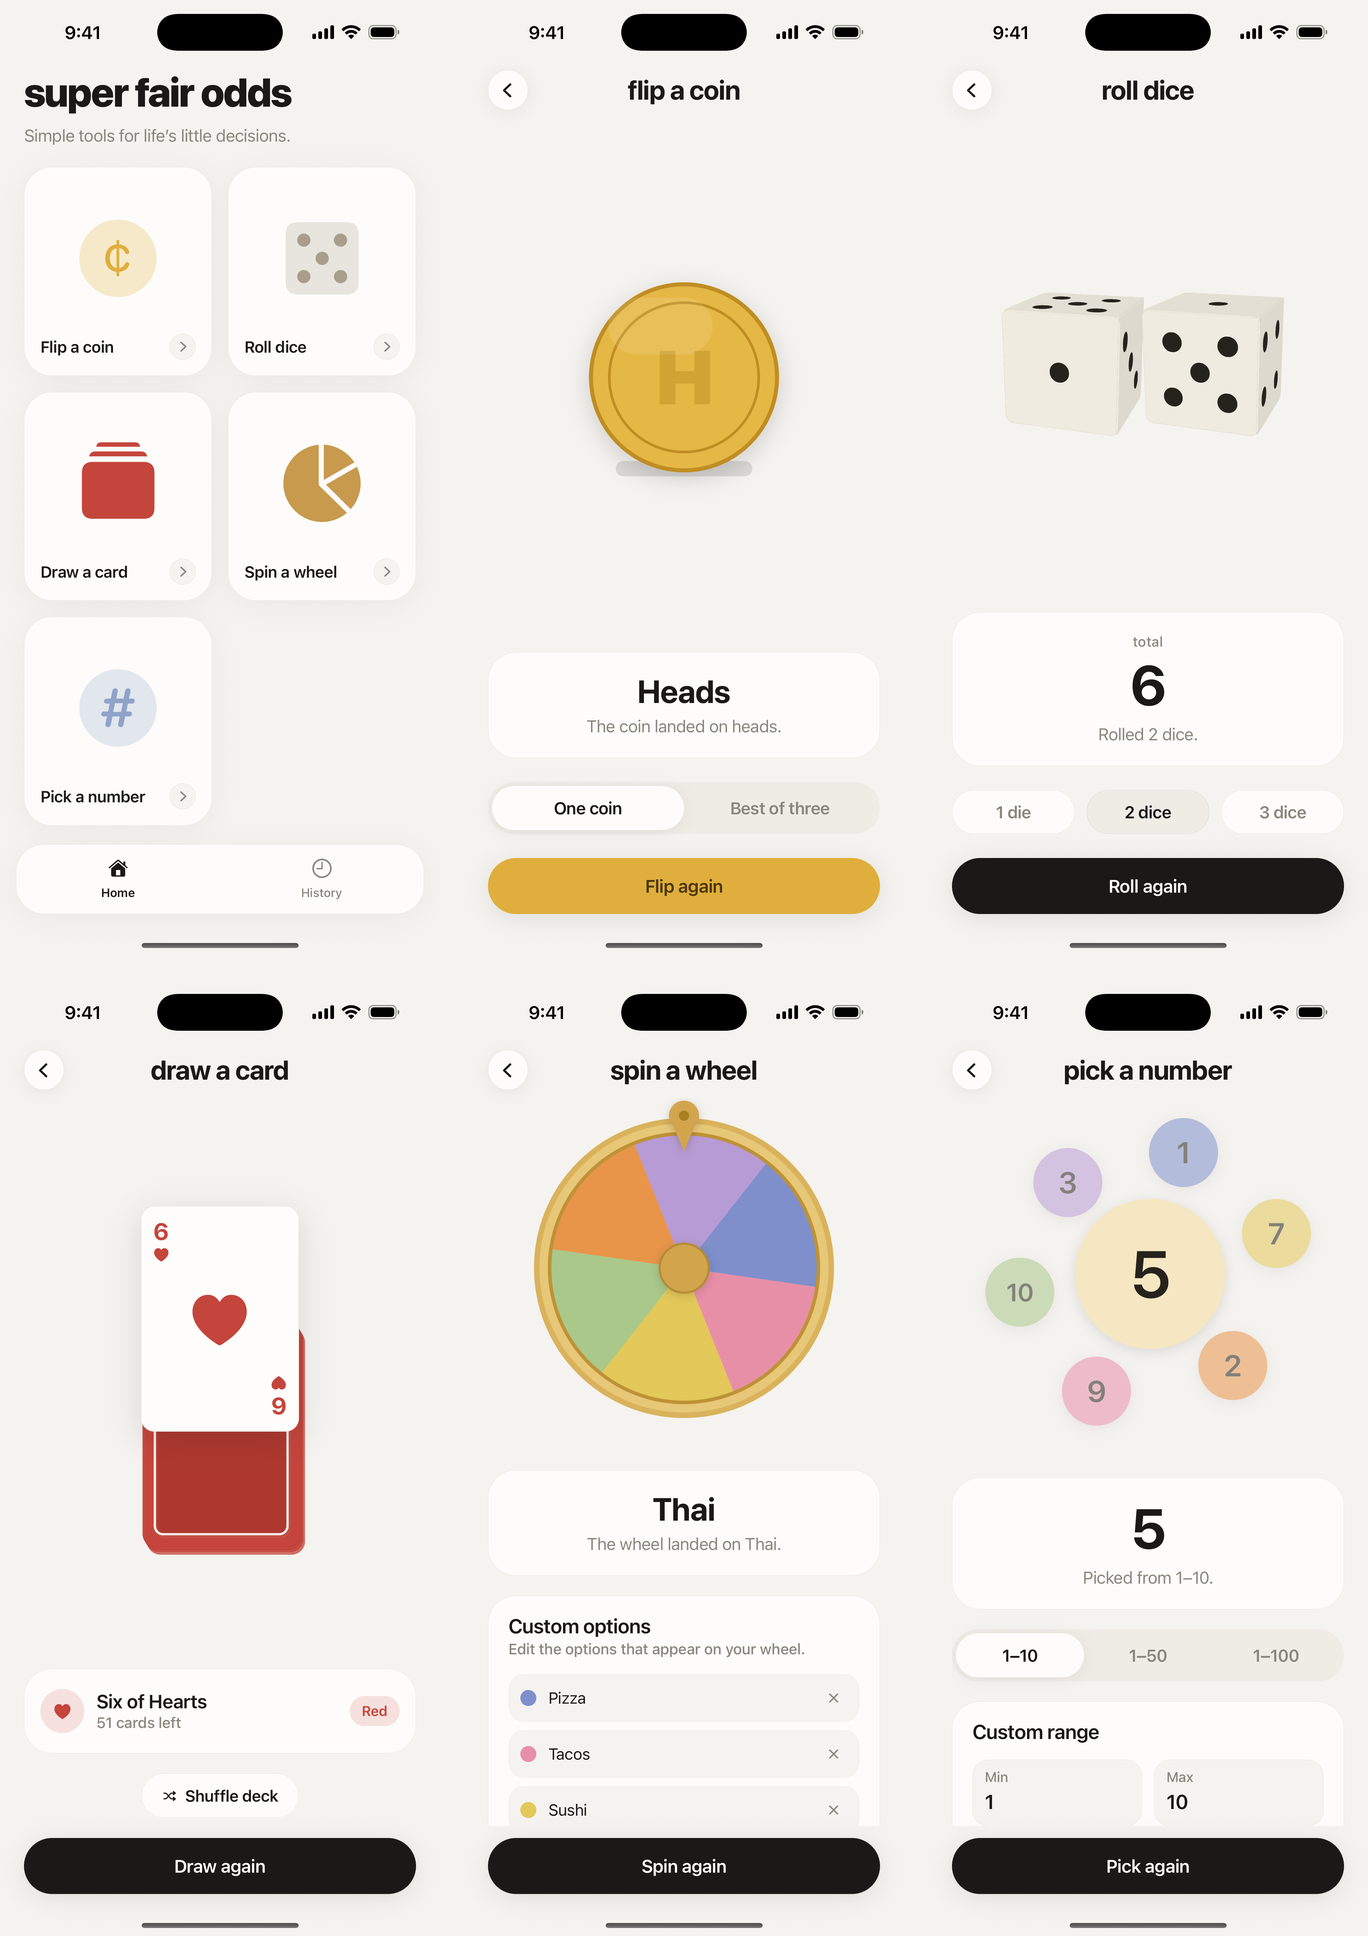 9:41
super fair odds
Simple tools for life's little decisions.
¢
Flip a coin
Roll dice
Draw a card
Spin a wheel
#
Pick a number
Home
History
9:41
flip a coin
H
Heads
The coin landed on heads.
One coin
Best of three
Flip again
9:41
roll dice
total
6
Rolled 2 dice.
1 die
2 dice
3 dice
Roll again
9:41
draw a card
6
6
Six of Hearts
51 cards left
Red
Shuffle deck
Draw again
9:41
spin a wheel
Thai
The wheel landed on Thai.
Custom options
Edit the options that appear on your wheel.
Pizza
Tacos
Sushi
Spin again
9:41
pick a number
1
3
7
5
10
2
9
5
Picked from 1–10.
1–10
1–50
1–100
Custom range
Min
Max
1
10
Pick again